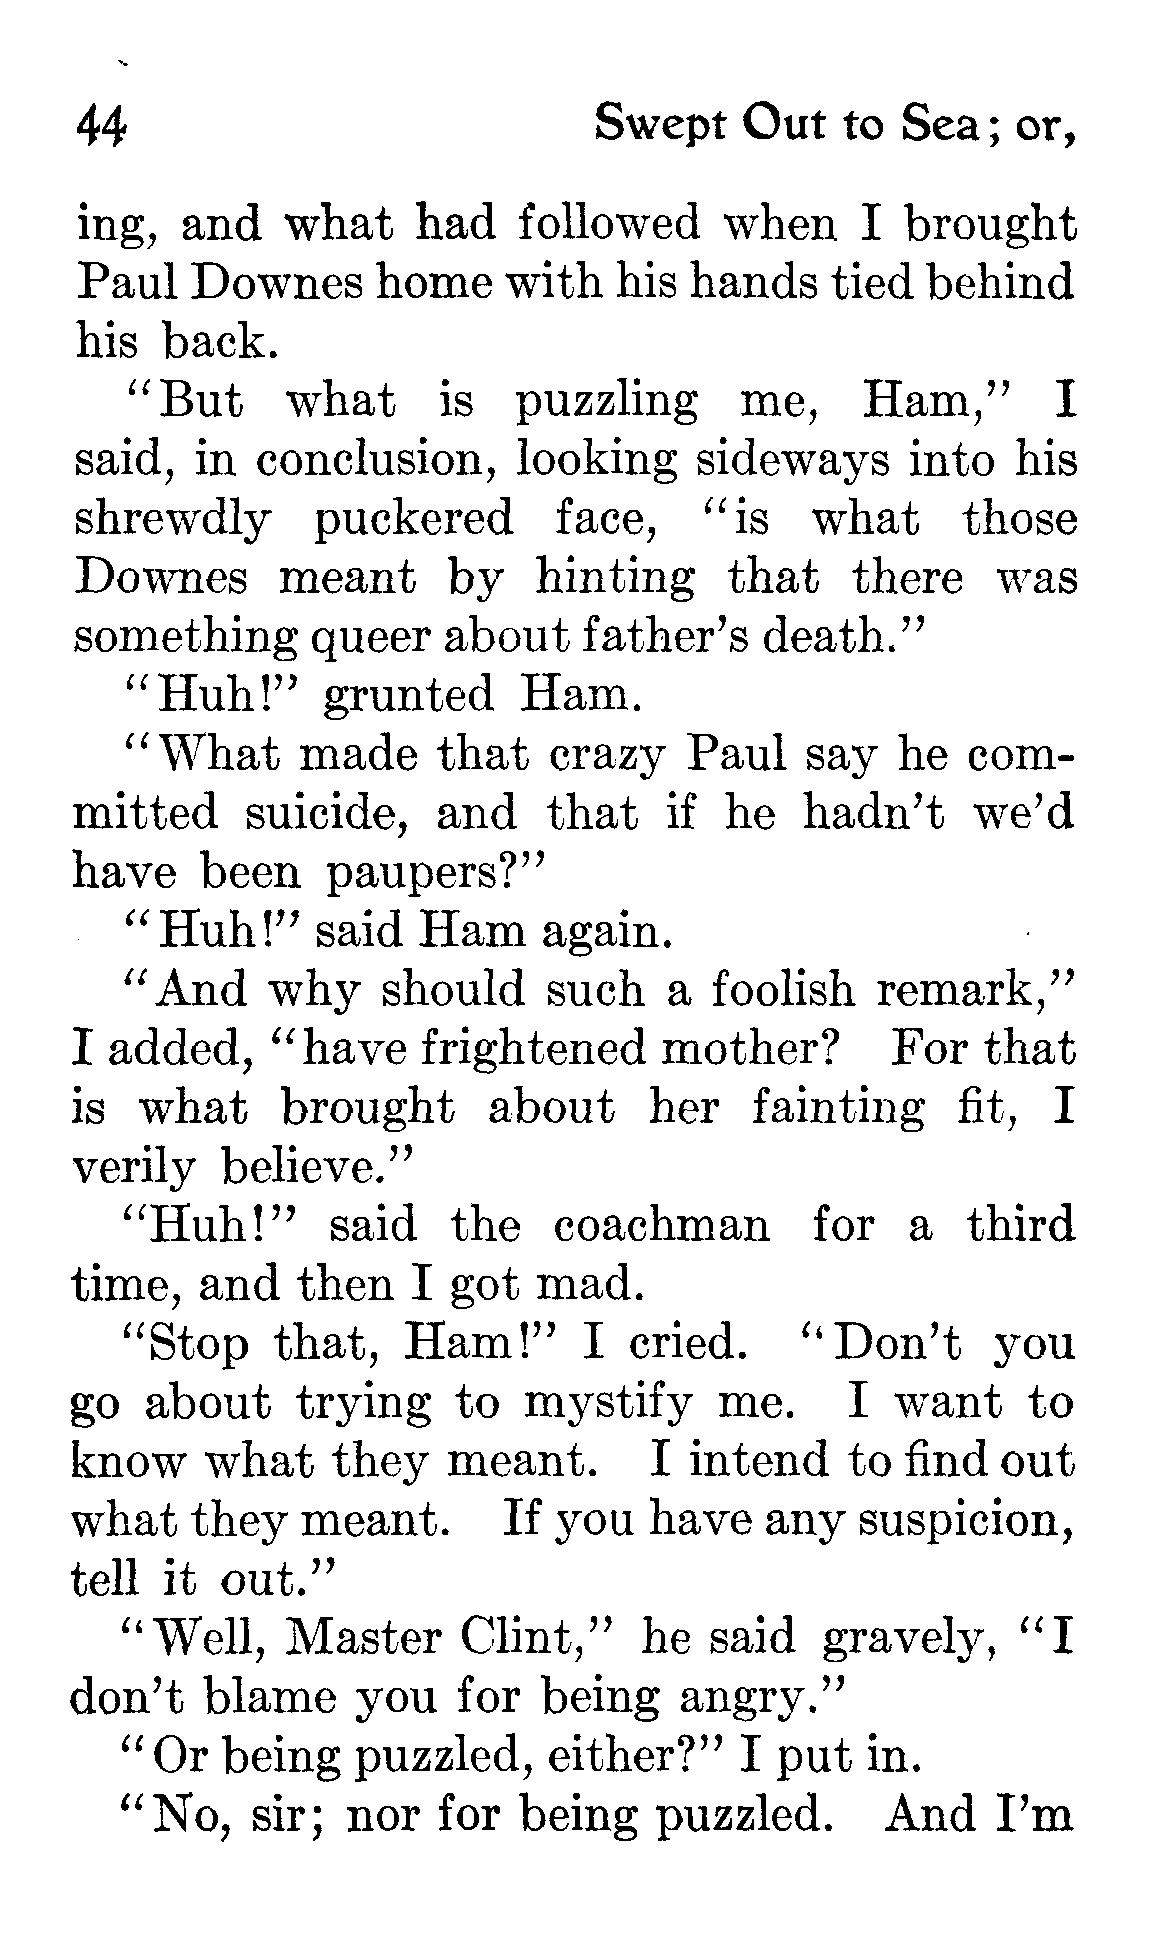 44 Swept Out to Sea; or,
ing, and what had followed when I brought
Paul Downes home with his hands tied behind
his back.
"But what is puzzling me, Ham," I
said, in conclusion, looking sideways into his
shrewdly puckered face, "is what those
Downes meant by hinting that there was
something queer about father's death."
"Huh!" grunted Ham.
"What made that crazy Paul say he com-
mitted suicide, and that if he hadn't we'd
have been paupers?"
"Huh!" said Ham again.
"And why should such a foolish remark,"
I added, "have frightened mother? For that
is what brought about her fainting fit, I
verily believe."
"Huh!" said the coachman for a third
time, and then I got mad.
"Stop that, Ham!" I cried. "Don't you
go about trying to mystify me. I want to
know what they meant. I intend to find out
what they meant. If you have any suspicion,
tell it out."
"Well, Master Clint," he said gravely, "I
don't blame you for being angry."
"Or being puzzled, either?" I put in.
"No, sir; nor for being puzzled. And I'm